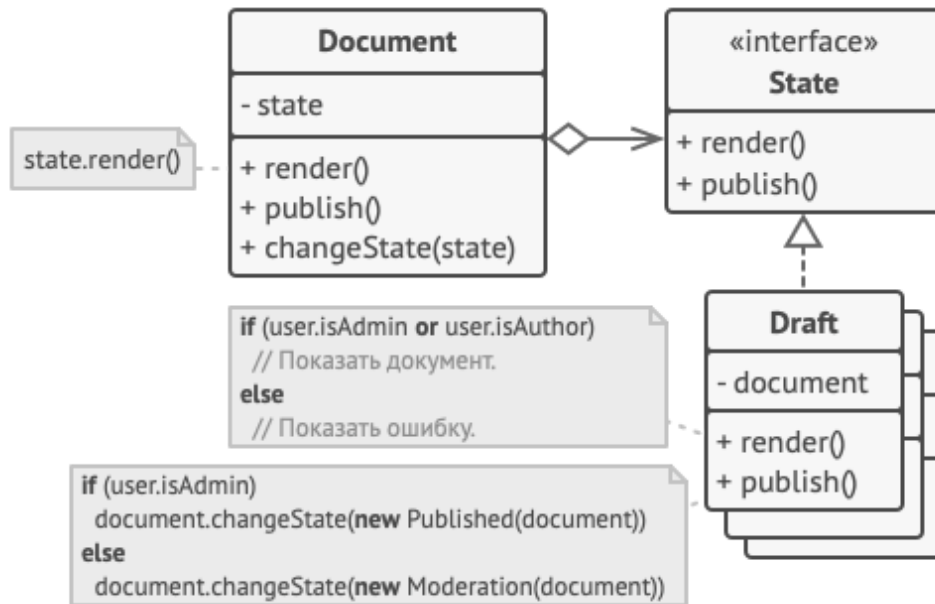 Document
- state
+ render()
+ publish()
+ changeState(state)
«interface»
State
+ render()
+ publish()
state.render()
Draft
- document
+ render()
+ publish()
if (user.isAdmin or user.isAuthor)
// Показать документ.
else
// Показать ошибку.
if (user.isAdmin)
document.changeState(new Published(document))
else
document.changeState(new Moderation(document))